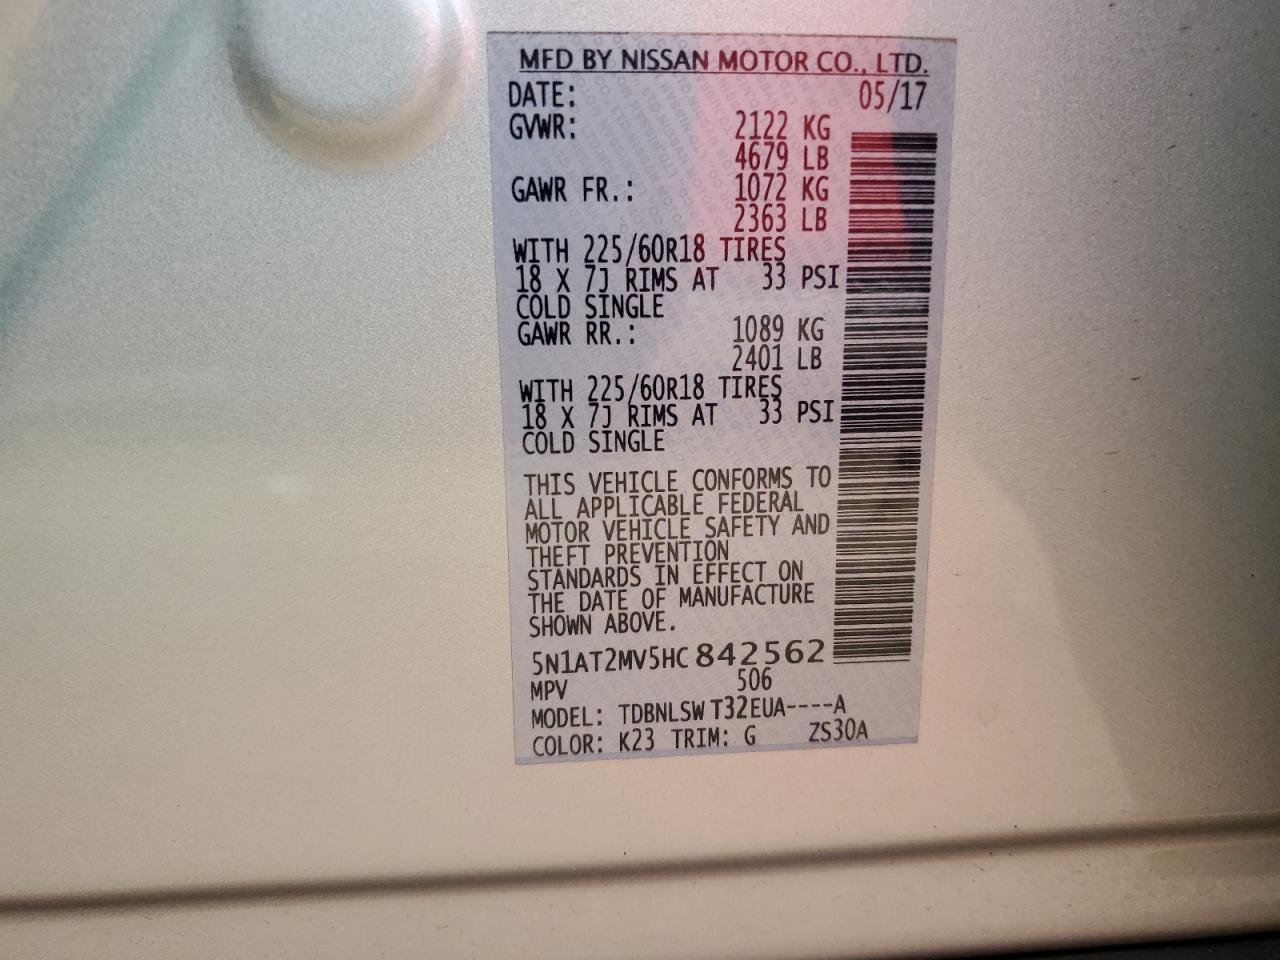 MFD BY NISSAN MOTOR CO., LTD.
DATE: 05/17
GVWR: 2122 KG
4679 LB
GAWR FR.: 1072 KG
2363 LB
WITH 225/60R18 TIRES
18 X 7J RIMS AT 33 PSI
COLD SINGLE
GAWR RR.: 1089 KG
2401 LB
WITH 225/60R18 TIRES
18 X 7J RIMS AT 33 PSI
COLD SINGLE
THIS VEHICLE CONFORMS TO
ALL APPLICABLE FEDERAL
MOTOR VEHICLE SAFETY AND
THEFT PREVENTION
STANDARDS IN EFFECT ON
THE DATE OF MANUFACTURE
SHOWN ABOVE.
5N1AT2MV5HC 842562
MPV 506
MODEL: TDBNLSW T32EUA----A
COLOR: K23 TRIM: G ZS30A